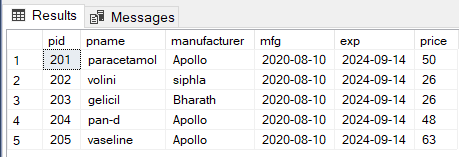 Results Messages
pid pname manufacturer mfg exp price
1 201 paracetamol Apollo 2020-08-10 2024-09-14 50
2 202 volini siphla 2020-08-10 2024-09-14 26
3 203 gelicil Bharath 2020-08-10 2024-09-14 26
4 204 pan-d Apollo 2020-08-10 2024-09-14 48
5 205 vaseline Apollo 2020-08-10 2024-09-14 63